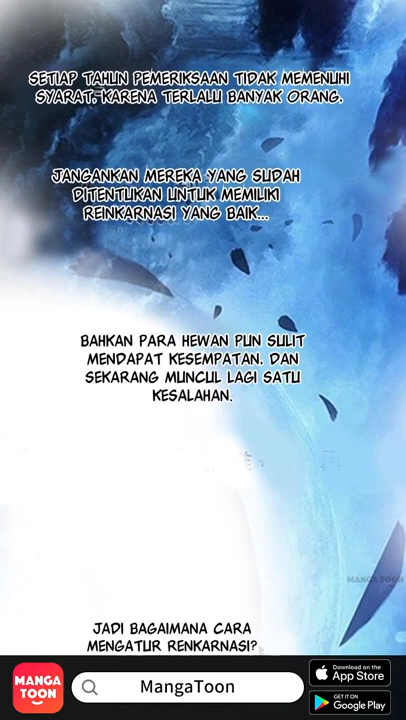 SETIAP TAHUN PEMERIKSAAN TIDAK MEMENUHI
SYARAT. KARENA TERLALU BANYAK ORANG.
JANGANKAN MEREKA YANG SUDAH
DITENTUKAN UNTUK MEMILIKI
REINKARNASI YANG BAIK...
BAHKAN PARA HEWAN PUN SULIT
MENDAPAT KESEMPATAN. DAN
SEKARANG MUNCUL LAGI SATU
KESALAHAN.
MANGA TOON
JADI BAGAIMANA CARA
MENGATUR RENKARNASI?
MANGA
TOON
MangaToon
Download on the
App Store
GET IT ON
Google Play